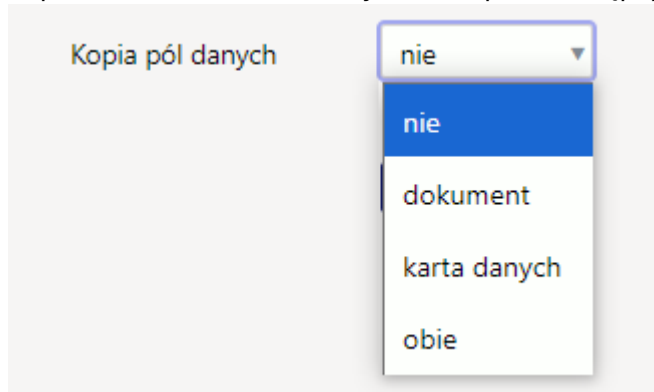 Kopia pól danych nie
nie
dokument
karta danych
obie